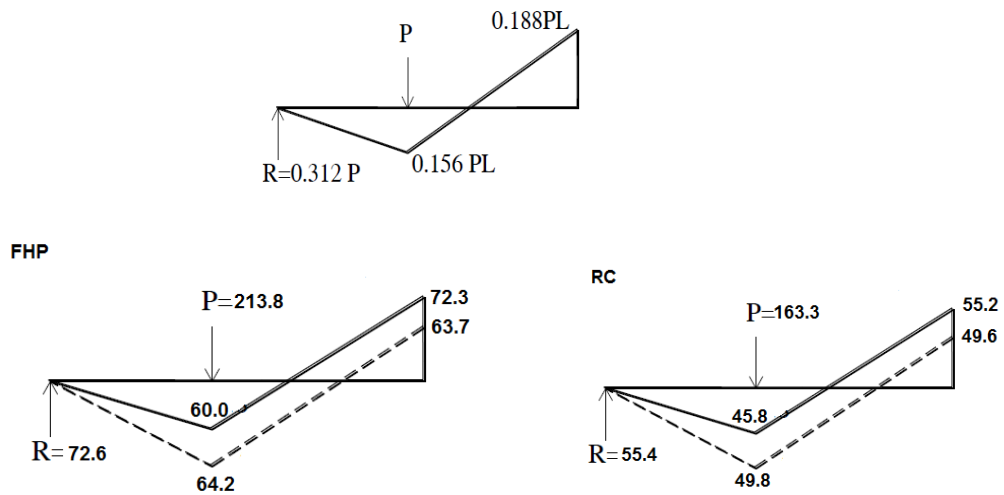 0.188PL
P
R=0.312 P
0.156 PL
FHP
P=213.8
72.3
63.7
60.0
R=72.6
64.2
RC
P=163.3
55.2
49.6
45.8
R=55.4
49.8